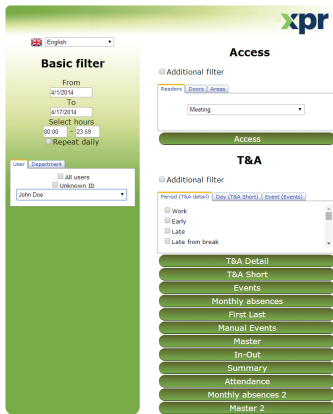 xpr
English
Basic filter
From
4/1/2014
To
4/17/2014
Select hours
00:00 - 23:59
Repeat daily
User Department
All users
Unknown ID
John Doe
Access
Additional filter
Readers Doors Areas
Meeting
Access
T&A
Additional filter
Period (T&A detail) Day (T&A Short) Event (Events)
Work
Early
Late
Late from break
T&A Detail
T&A Short
Events
Monthly absences
First Last
Manual Events
Master
In-Out
Summary
Attendance
Monthly absences 2
Master 2